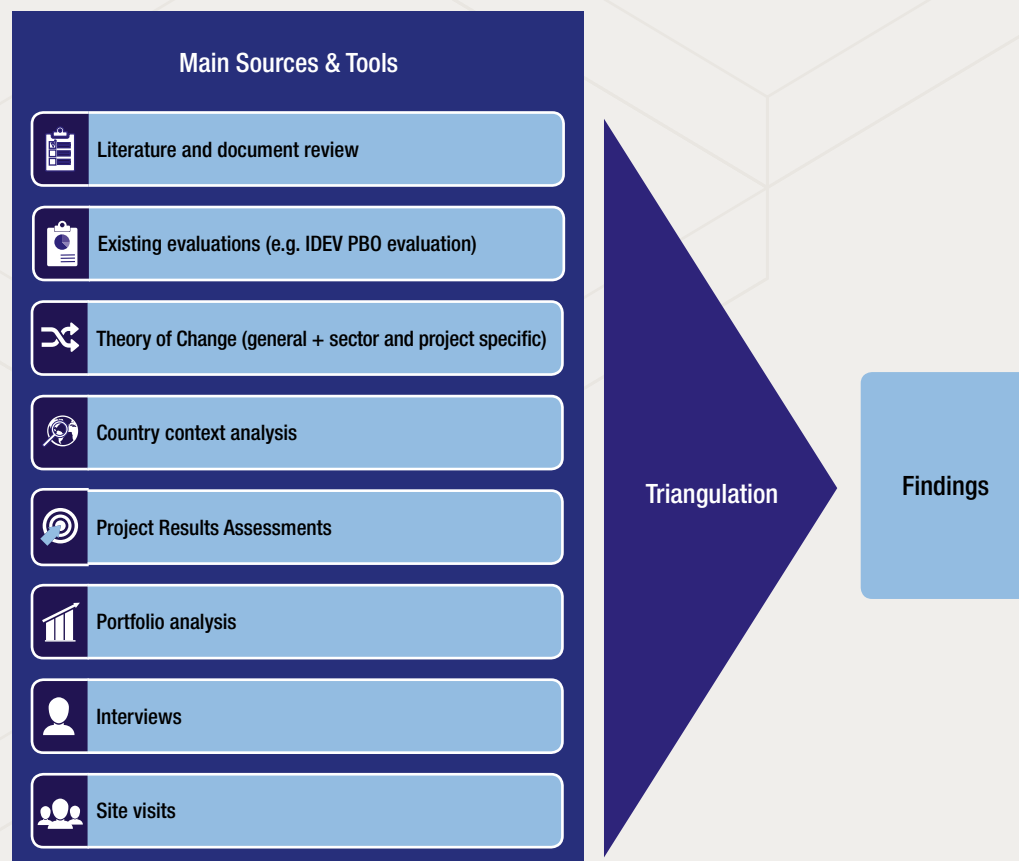 Main Sources & Tools
Literature and document review
Existing evaluations (e.g. IDEV PBO evaluation)
Theory of Change (general + sector and project specific)
Country context analysis
Project Results Assessments
Portfolio analysis
Interviews
Site visits
Triangulation
Findings